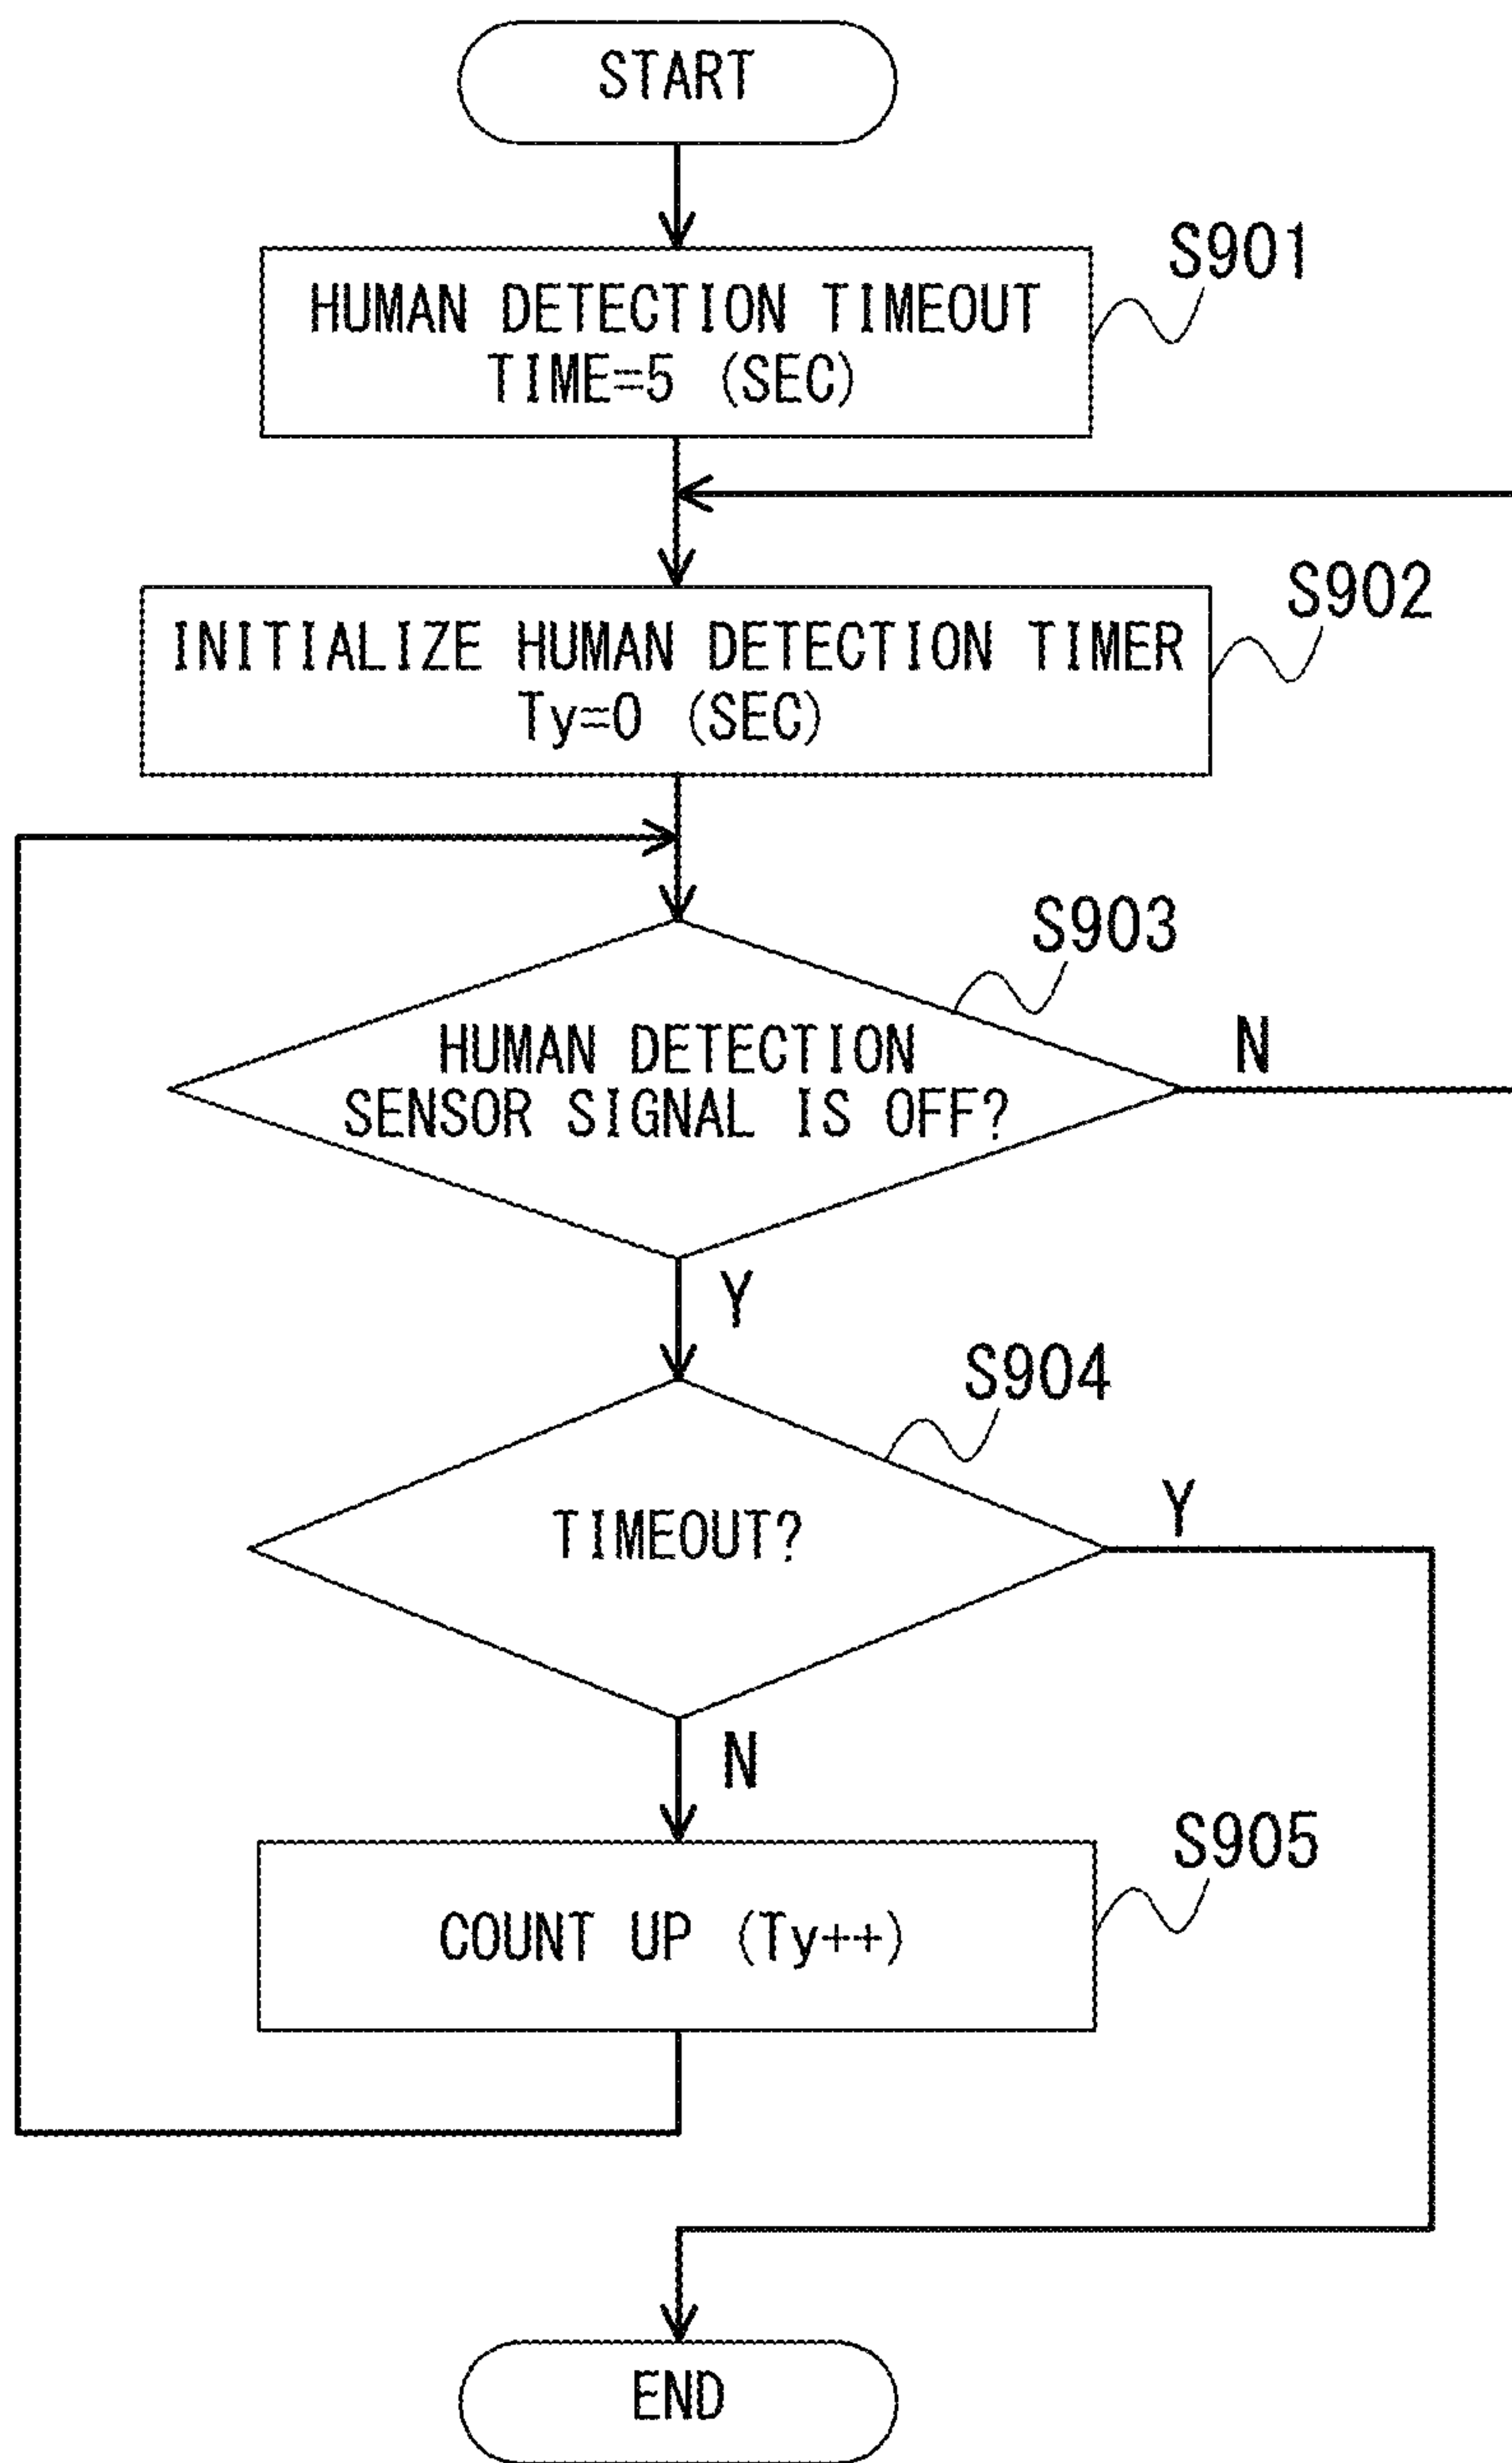 START
S901
HUMAN DETECTION TIMEOUT
TIME=5 (SEC)
S902
INITIALIZE HUMAN DETECTION TIMER
Ty=0 (SEC)
S903
HUMAN DETECTION
SENSOR SIGNAL IS OFF?
N
Y
S904
TIMEOUT?
Y
N
S905
COUNT UP (Ty++)
END